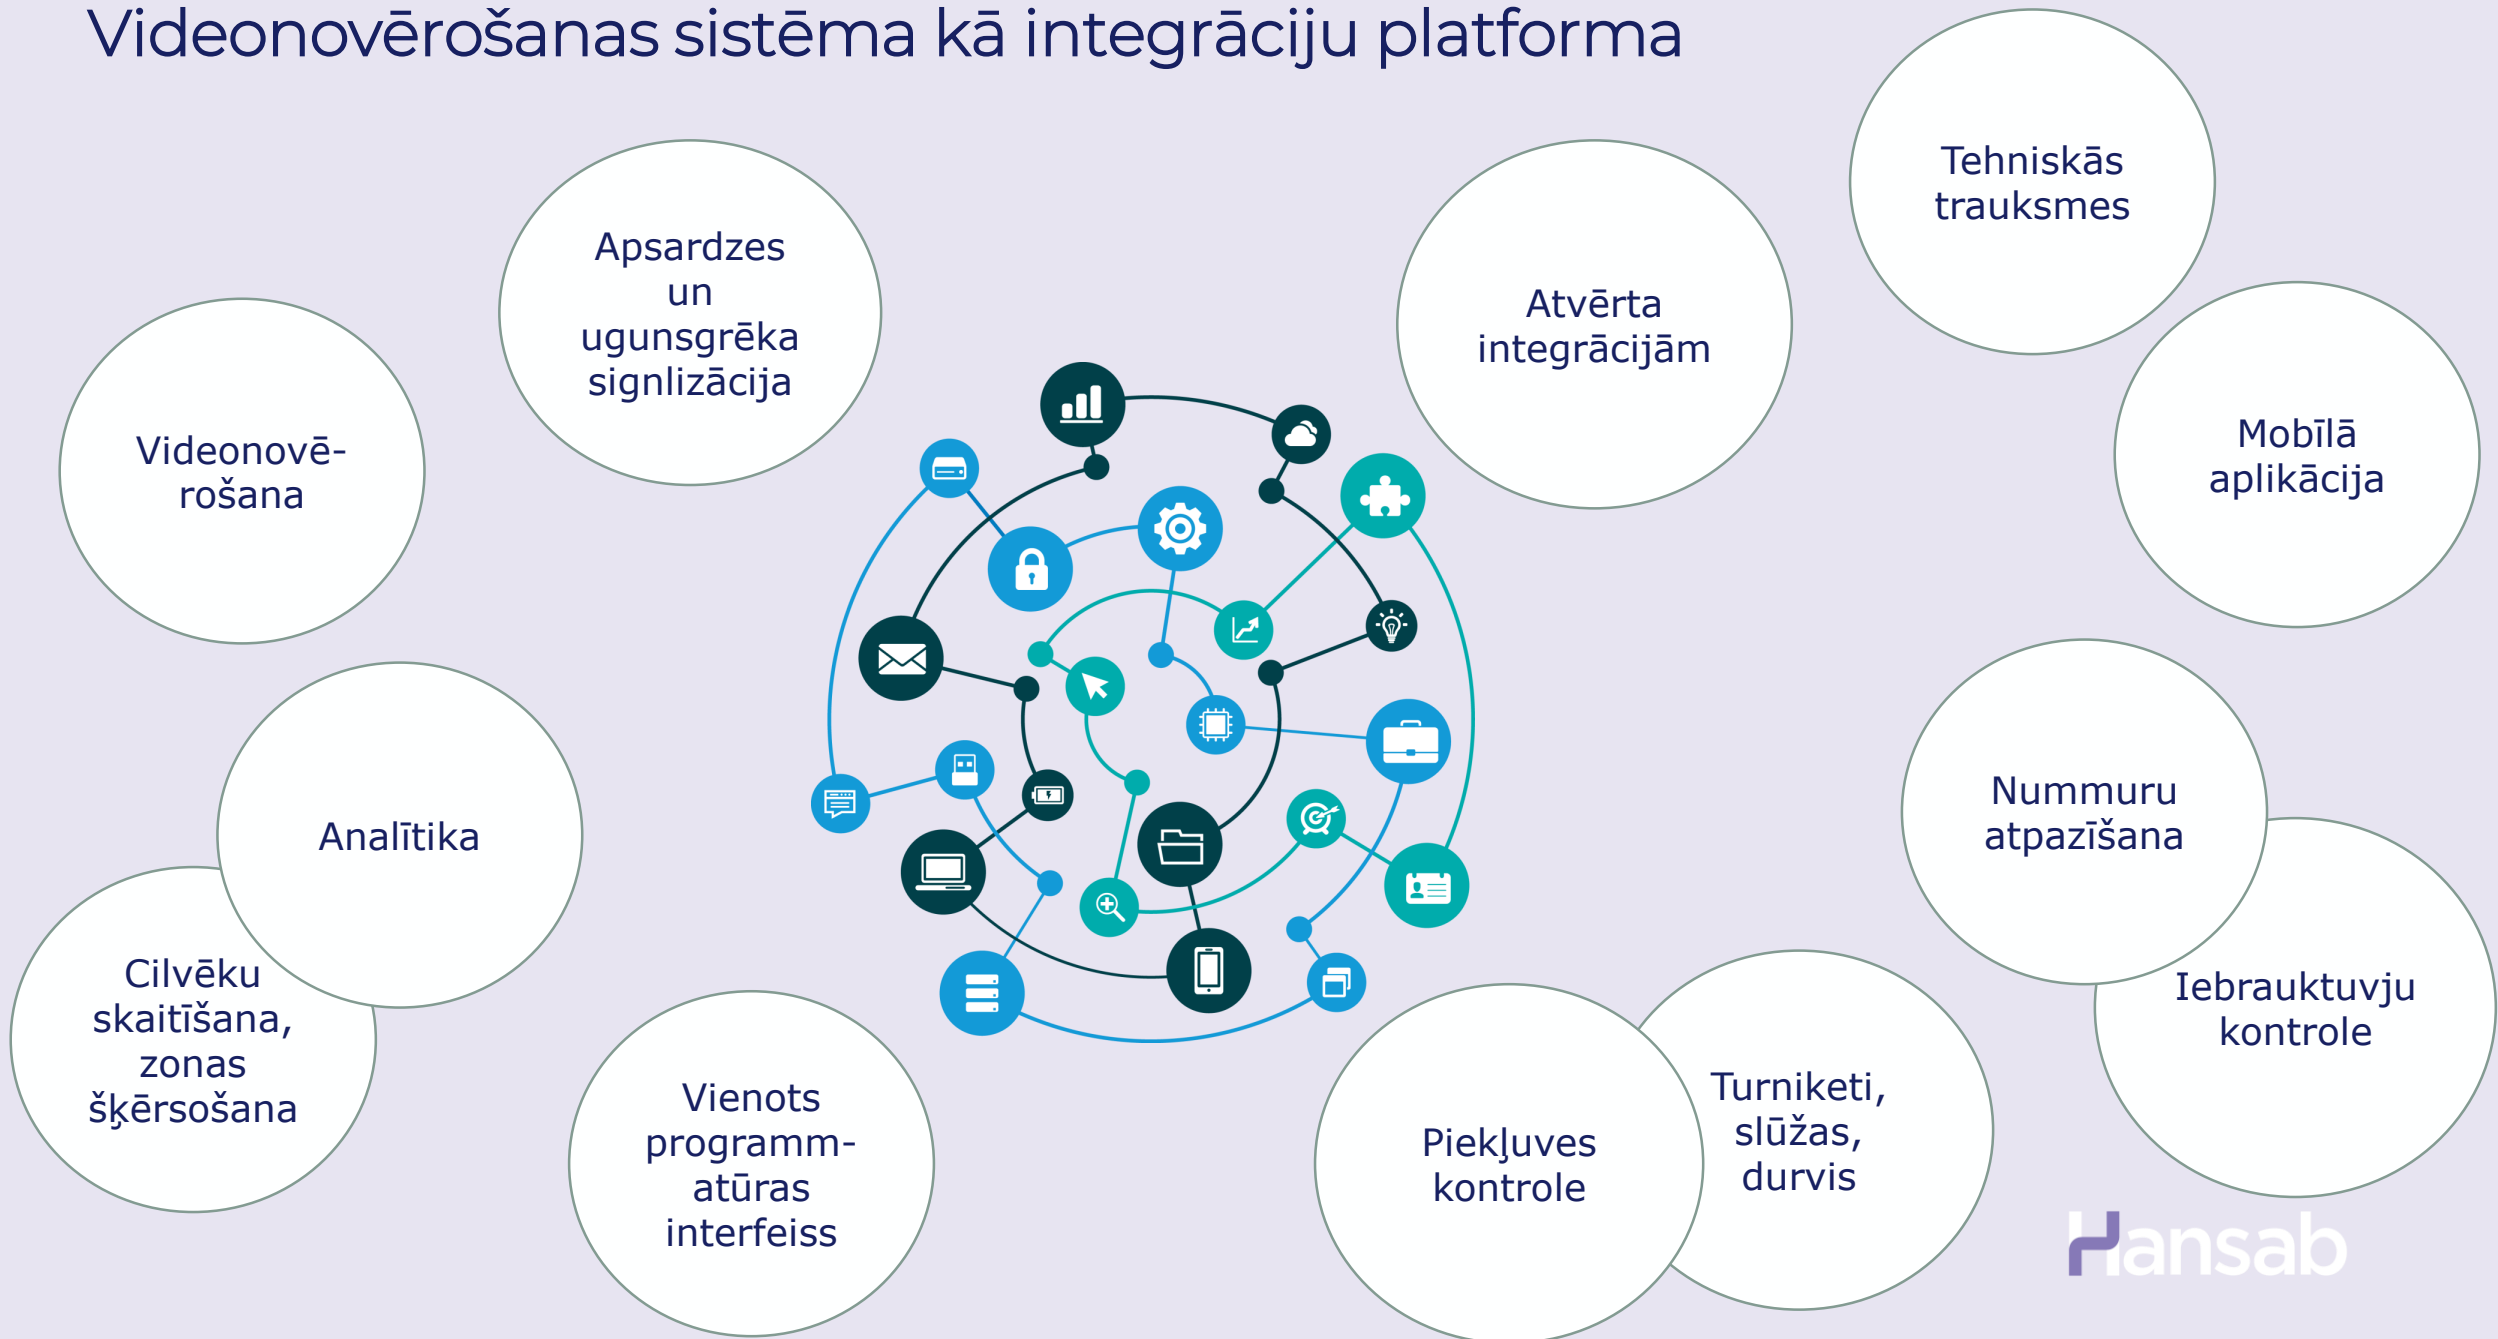 Videonovērošanas sistēma kā integrāciju platforma
Tehniskās
trauksmes
Apsardzes
un
ugunsgrēka
signlizācija
Atvērta
integrācijām
Videonovē-
rošana
Mobīlā
aplikācija
Analītika
Nummuru
atpazīšana
Cilvēku
skaitīšana,
zonas
šķērsošana
Iebrauktuvju
kontrole
Vienots
programm-
atūras
interfeiss
Piekļuves
kontrole
Turniketi,
slūžas,
durvis
Hansab